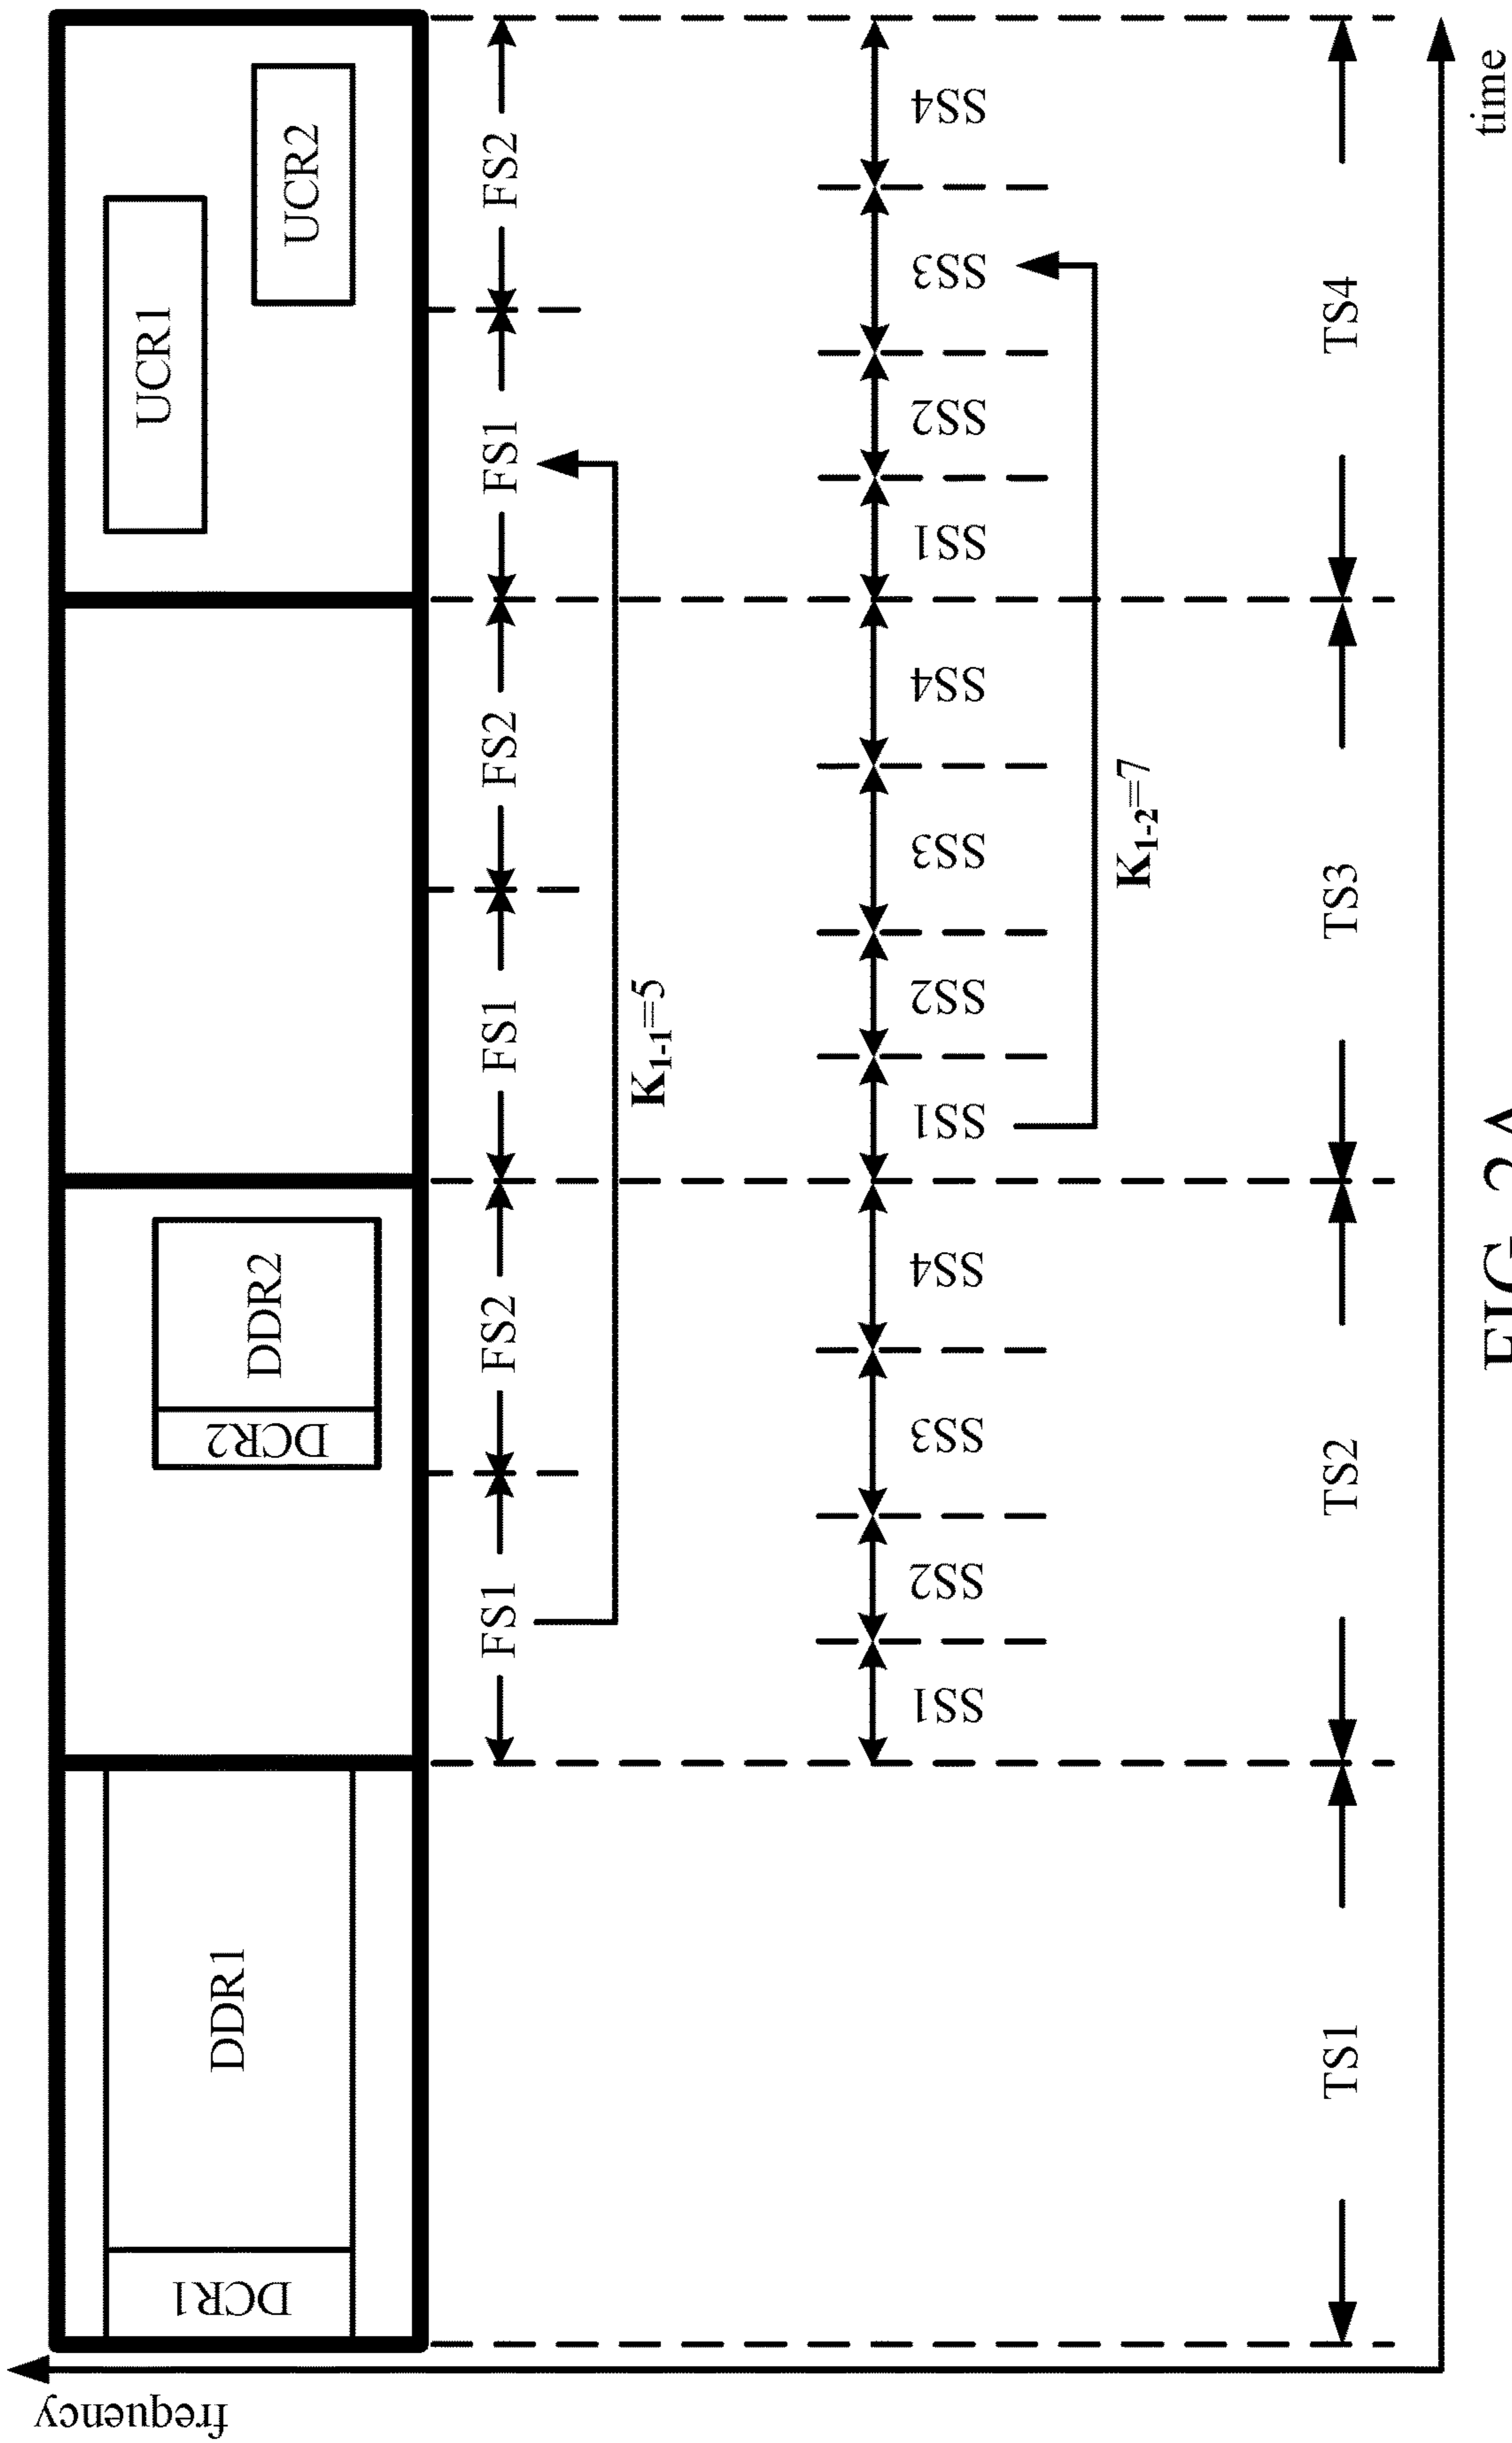 frequency
DCR1
DDR1
DCR2
DDR2
UCR1
UCR2
FS1
FS2
FS1
FS2
FS1
FS2
K1-1=5
SS1
SS2
SS3
SS4
SS1
SS2
SS3
SS4
SS1
SS2
SS3
SS4
K1-2=7
TS1
TS2
TS3
TS4
time